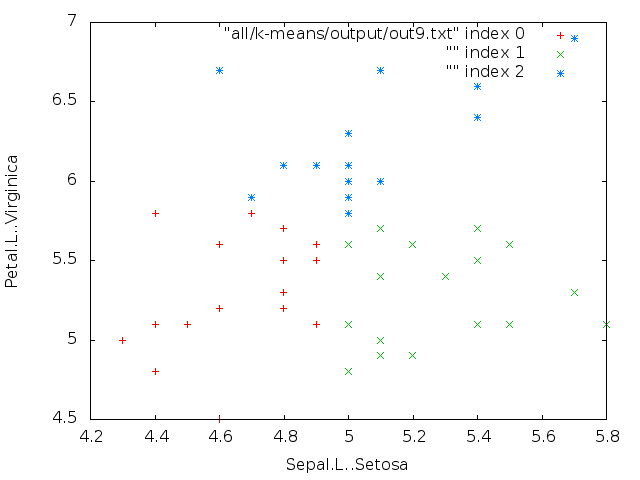 "all/k-means/output/out9.txt" index 0
"" index 1
"" index 2
7
6.5
6
5.5
5
4.5
Petal.L..Virginica
4.2 4.4 4.6 4.8 5 5.2 5.4 5.6 5.8
Sepal.L..Setosa